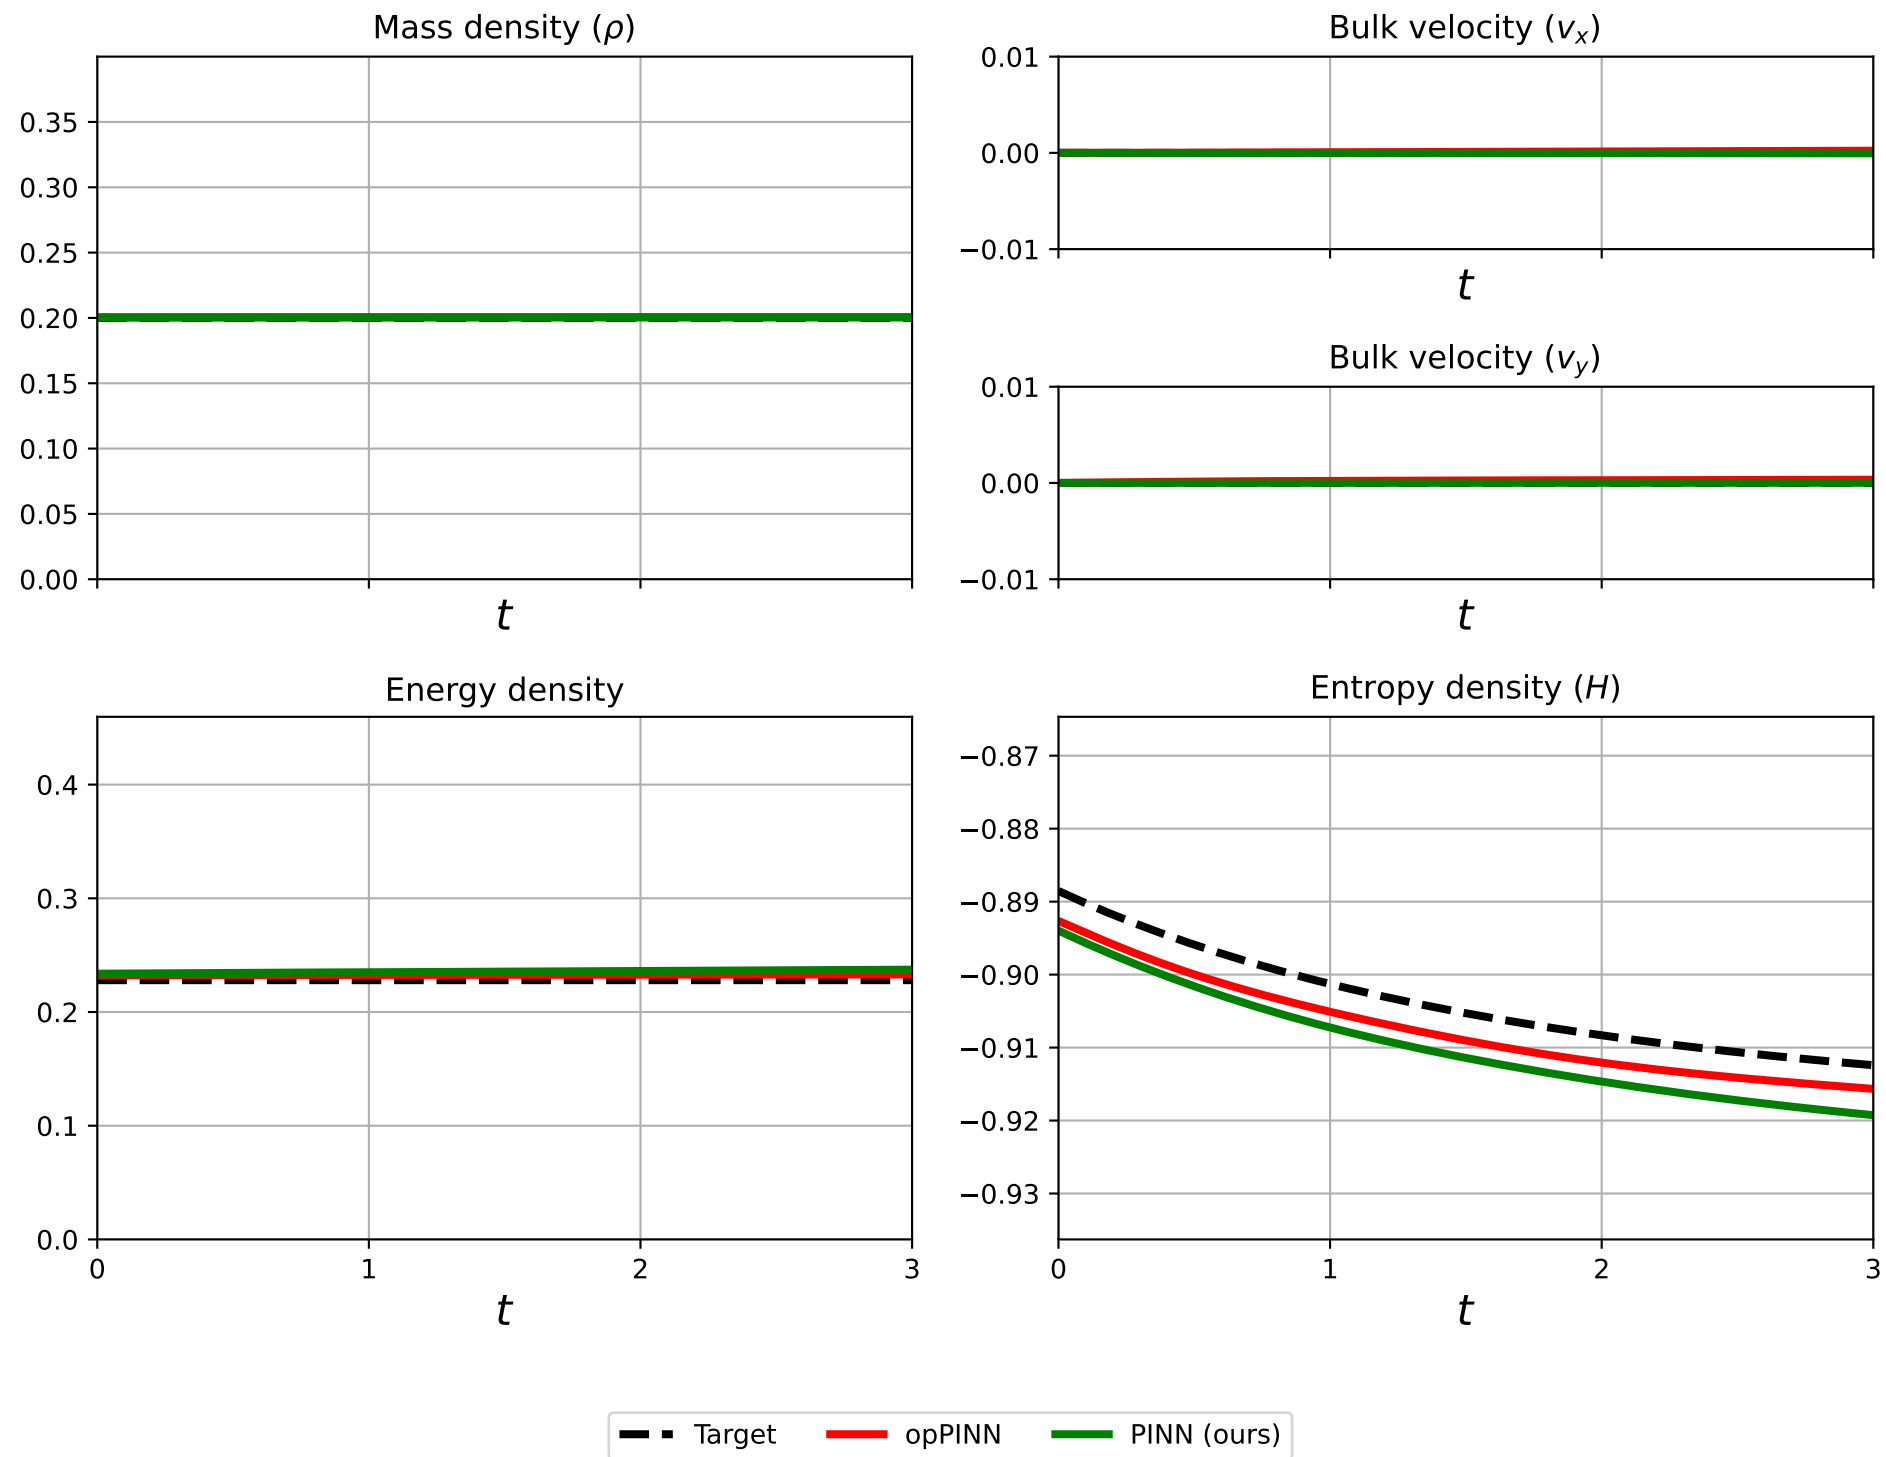 Mass density (ρ)
0.35
0.30
0.25
0.20
0.15
0.10
0.05
0.00
t
Bulk velocity (vₓ)
0.01
0.00
−0.01
t
Bulk velocity (v_y)
0.01
0.00
−0.01
t
Energy density
0.4
0.3
0.2
0.1
0.0
0 1 2 3
t
Entropy density (H)
−0.87
−0.88
−0.89
−0.90
−0.91
−0.92
−0.93
0 1 2 3
t
Target opPINN PINN (ours)